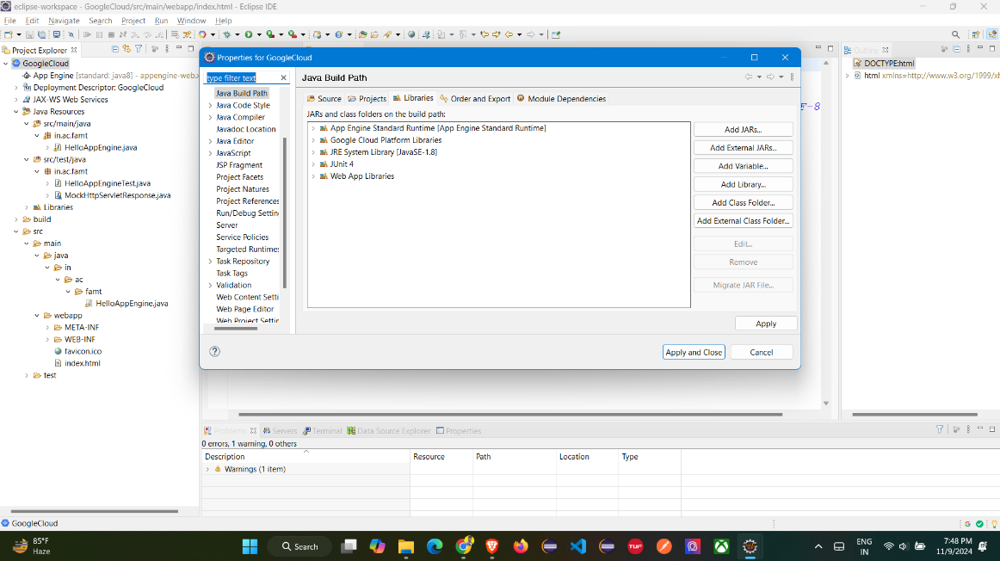 eclipse-workspace - GoogleCloud/src/main/webapp/index.html - Eclipse IDE
File Edit Navigate Search Project Run Window Help
Project Explorer
GoogleCloud
App Engine [standard: java8] - appengine-web.x
Deployment Descriptor: GoogleCloud
JAX-WS Web Services
Java Resources
src/main/java
in.ac.famt
HelloAppEngine.java
src/test/java
in.ac.famt
HelloAppEngineTest.java
MockHttpServletResponse.java
Libraries
build
src
main
java
in
ac
famt
HelloAppEngine.java
webapp
META-INF
WEB-INF
favicon.ico
index.html
test
Properties for GoogleCloud
type filter text
Java Build Path
Java Code Style
Java Compiler
Javadoc Location
Java Editor
JavaScript
JSP Fragment
Project Facets
Project Natures
Project References
Run/Debug Settin
Server
Service Policies
Targeted Runtimes
Task Repository
Task Tags
Validation
Web Content Setti
Web Page Editor
Web Project Settin
Java Build Path
Source Projects Libraries Order and Export Module Dependencies
JARs and class folders on the build path:
App Engine Standard Runtime [App Engine Standard Runtime]
Google Cloud Platform Libraries
JRE System Library [JavaSE-1.8]
JUnit 4
Web App Libraries
Add JARs...
Add External JARs...
Add Variable...
Add Library...
Add Class Folder...
Add External Class Folder...
Edit...
Remove
Migrate JAR File...
Apply
Apply and Close Cancel
F-8
Outline
DOCTYPE:html
html xmlns=http://www.w3.org/1999/xh
Problems Servers Terminal Data Source Explorer Properties
0 errors, 1 warning, 0 others
Description Resource Path Location Type
Warnings (1 item)
GoogleCloud
85°F
Haze
Search
TUF
ENG
IN
7:48 PM
11/9/2024